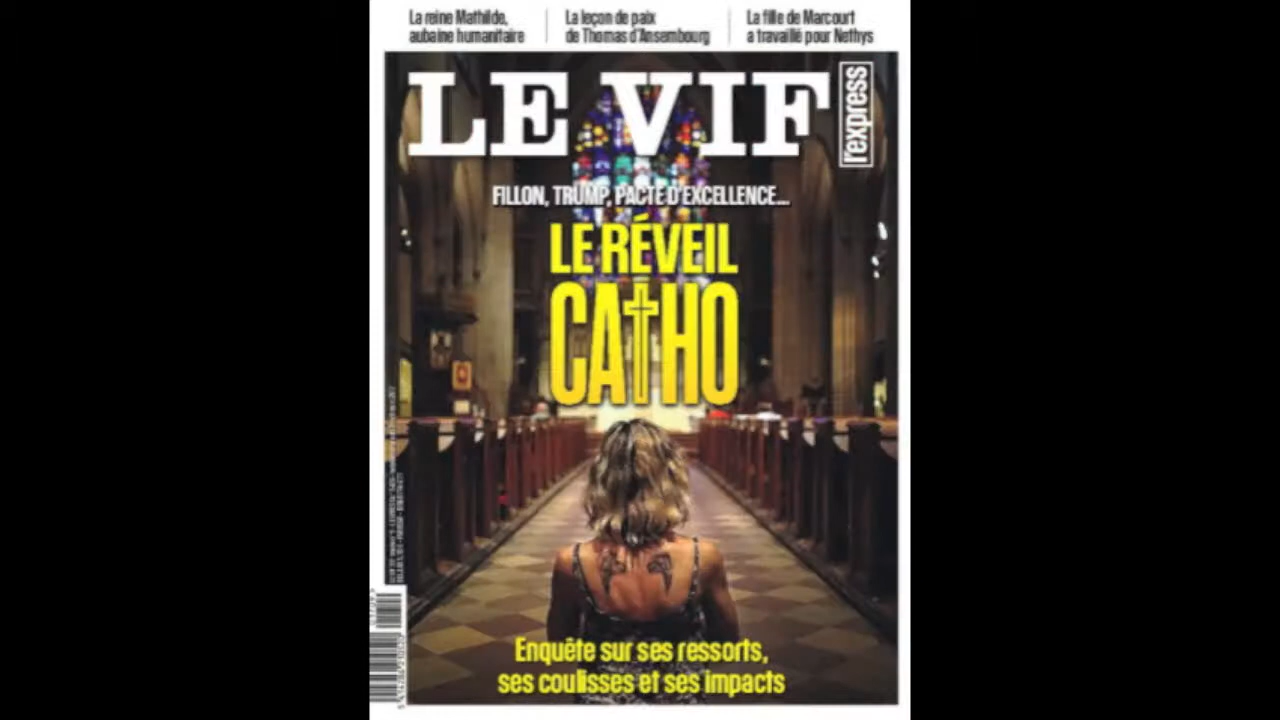 La reine Mathilde,
aubaine humanitaire
La leçon de paix
de Thomas d'Ansembourg
La fille de Marcourt
a travaillé pour Nethys
LE VIF
l'express
FILLON, TRUMP, PACTE D'EXCELLENCE...
LE RÉVEIL
CATHO
Enquête sur ses ressorts,
ses coulisses et ses impacts